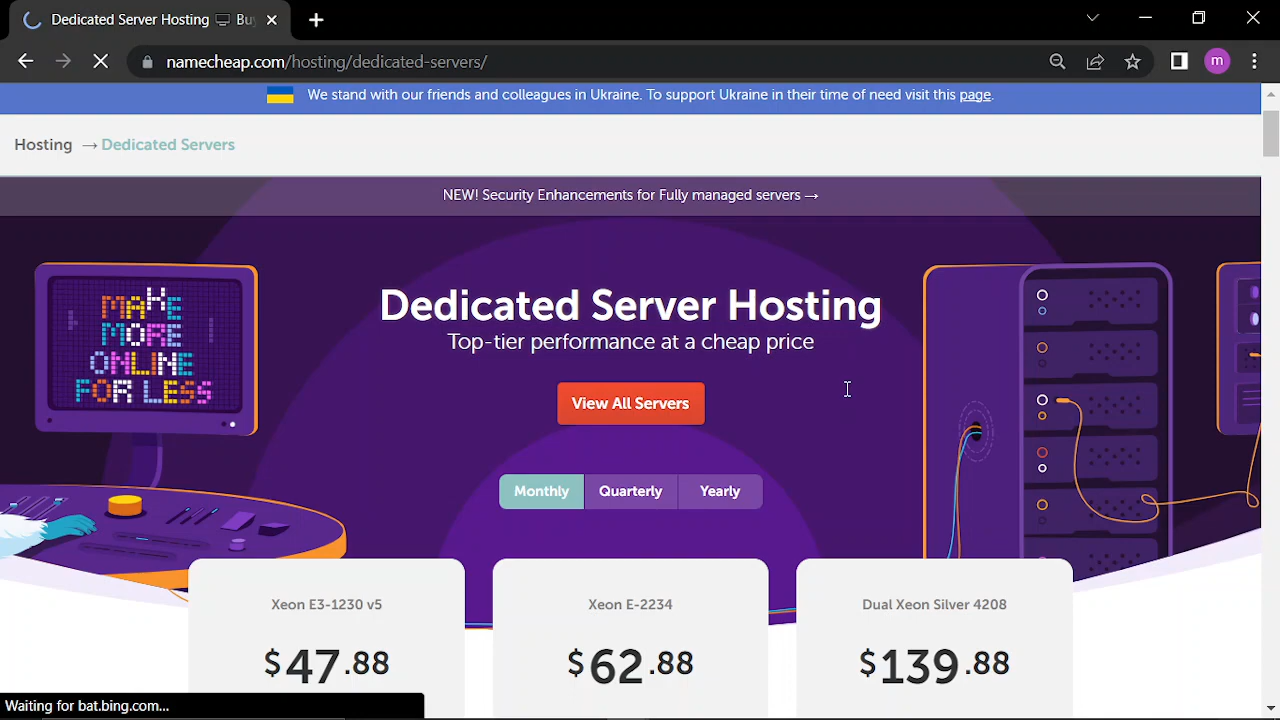 Dedicated Server Hosting 🖥 Bu
namecheap.com/hosting/dedicated-servers/
m
We stand with our friends and colleagues in Ukraine. To support Ukraine in their time of need visit this page.
Hosting → Dedicated Servers
NEW! Security Enhancements for Fully managed servers →
MAKE
MORE
ONLINE
FOR LESS
Dedicated Server Hosting
Top-tier performance at a cheap price
View All Servers
Monthly Quarterly Yearly
Xeon E3-1230 v5
$47.88
Xeon E-2234
$62.88
Dual Xeon Silver 4208
$139.88
Waiting for bat.bing.com...